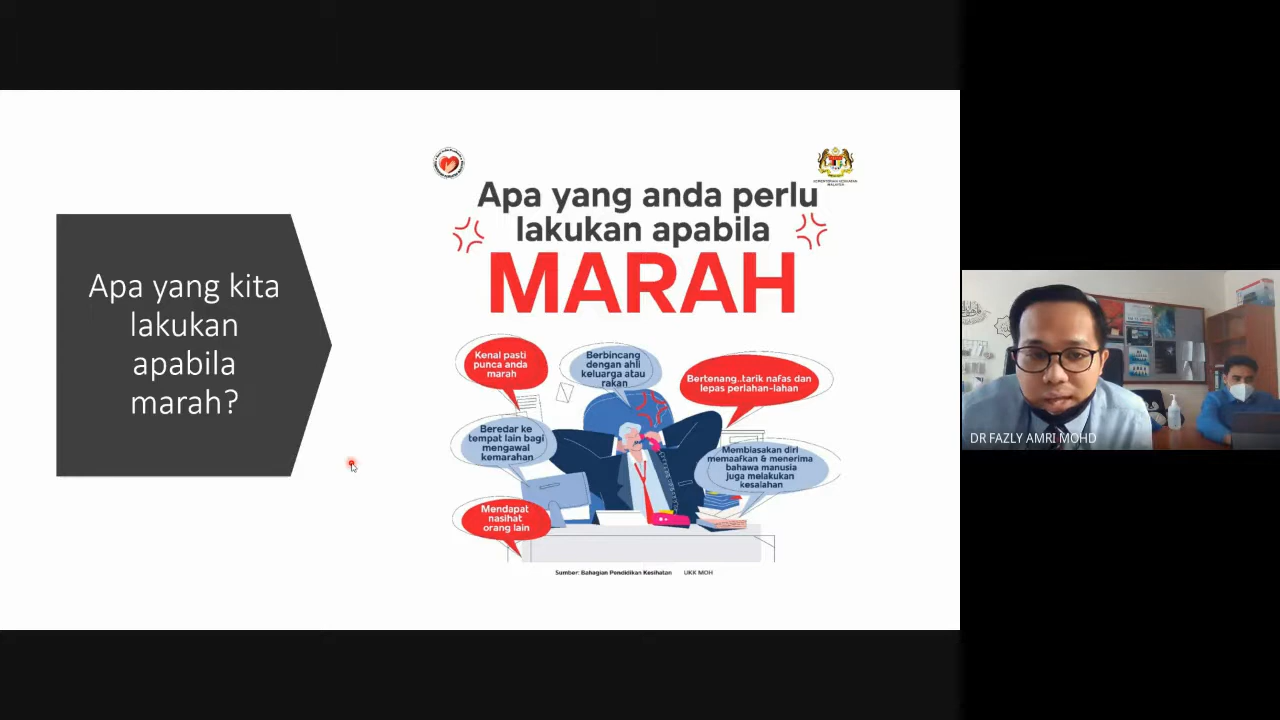 Apa yang kita
lakukan
apabila
marah?
KEMENTERIAN KESIHATAN
MALAYSIA
Apa yang anda perlu
lakukan apabila
MARAH
Kenal pasti
punca anda
marah
Berbincang
dengan ahli
keluarga atau
rakan
Bertenang..tarik nafas dan
lepas perlahan-lahan
Beredar ke
tempat lain bagi
mengawal
kemarahan
Membiasakan diri
memaafkan & menerima
bahawa manusia
juga melakukan
kesalahan
Mendapat
nasihat
orang lain
Sumber: Bahagian Pendidikan Kesihatan UKK MOH
DR FAZLY AMRI MOHD